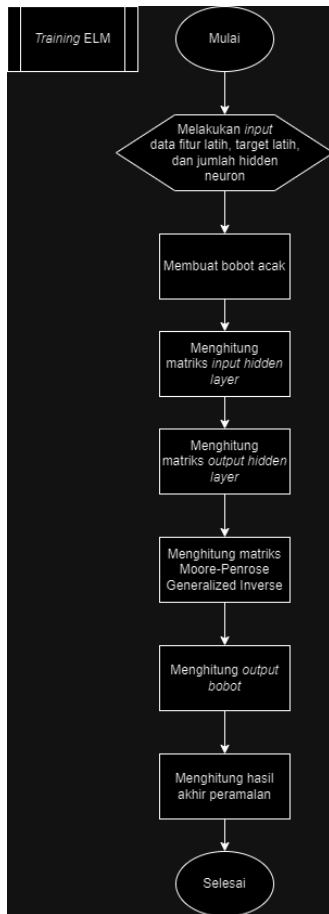 Training ELM
Mulai
Melakukan input
data fitur latih, target latih,
dan jumlah hidden
neuron
Membuat bobot acak
Menghitung
matriks input hidden
layer
Menghitung
matriks output hidden
layer
Menghitung matriks
Moore-Penrose
Generalized Inverse
Menghitung output
bobot
Menghitung hasil
akhir peramalan
Selesai